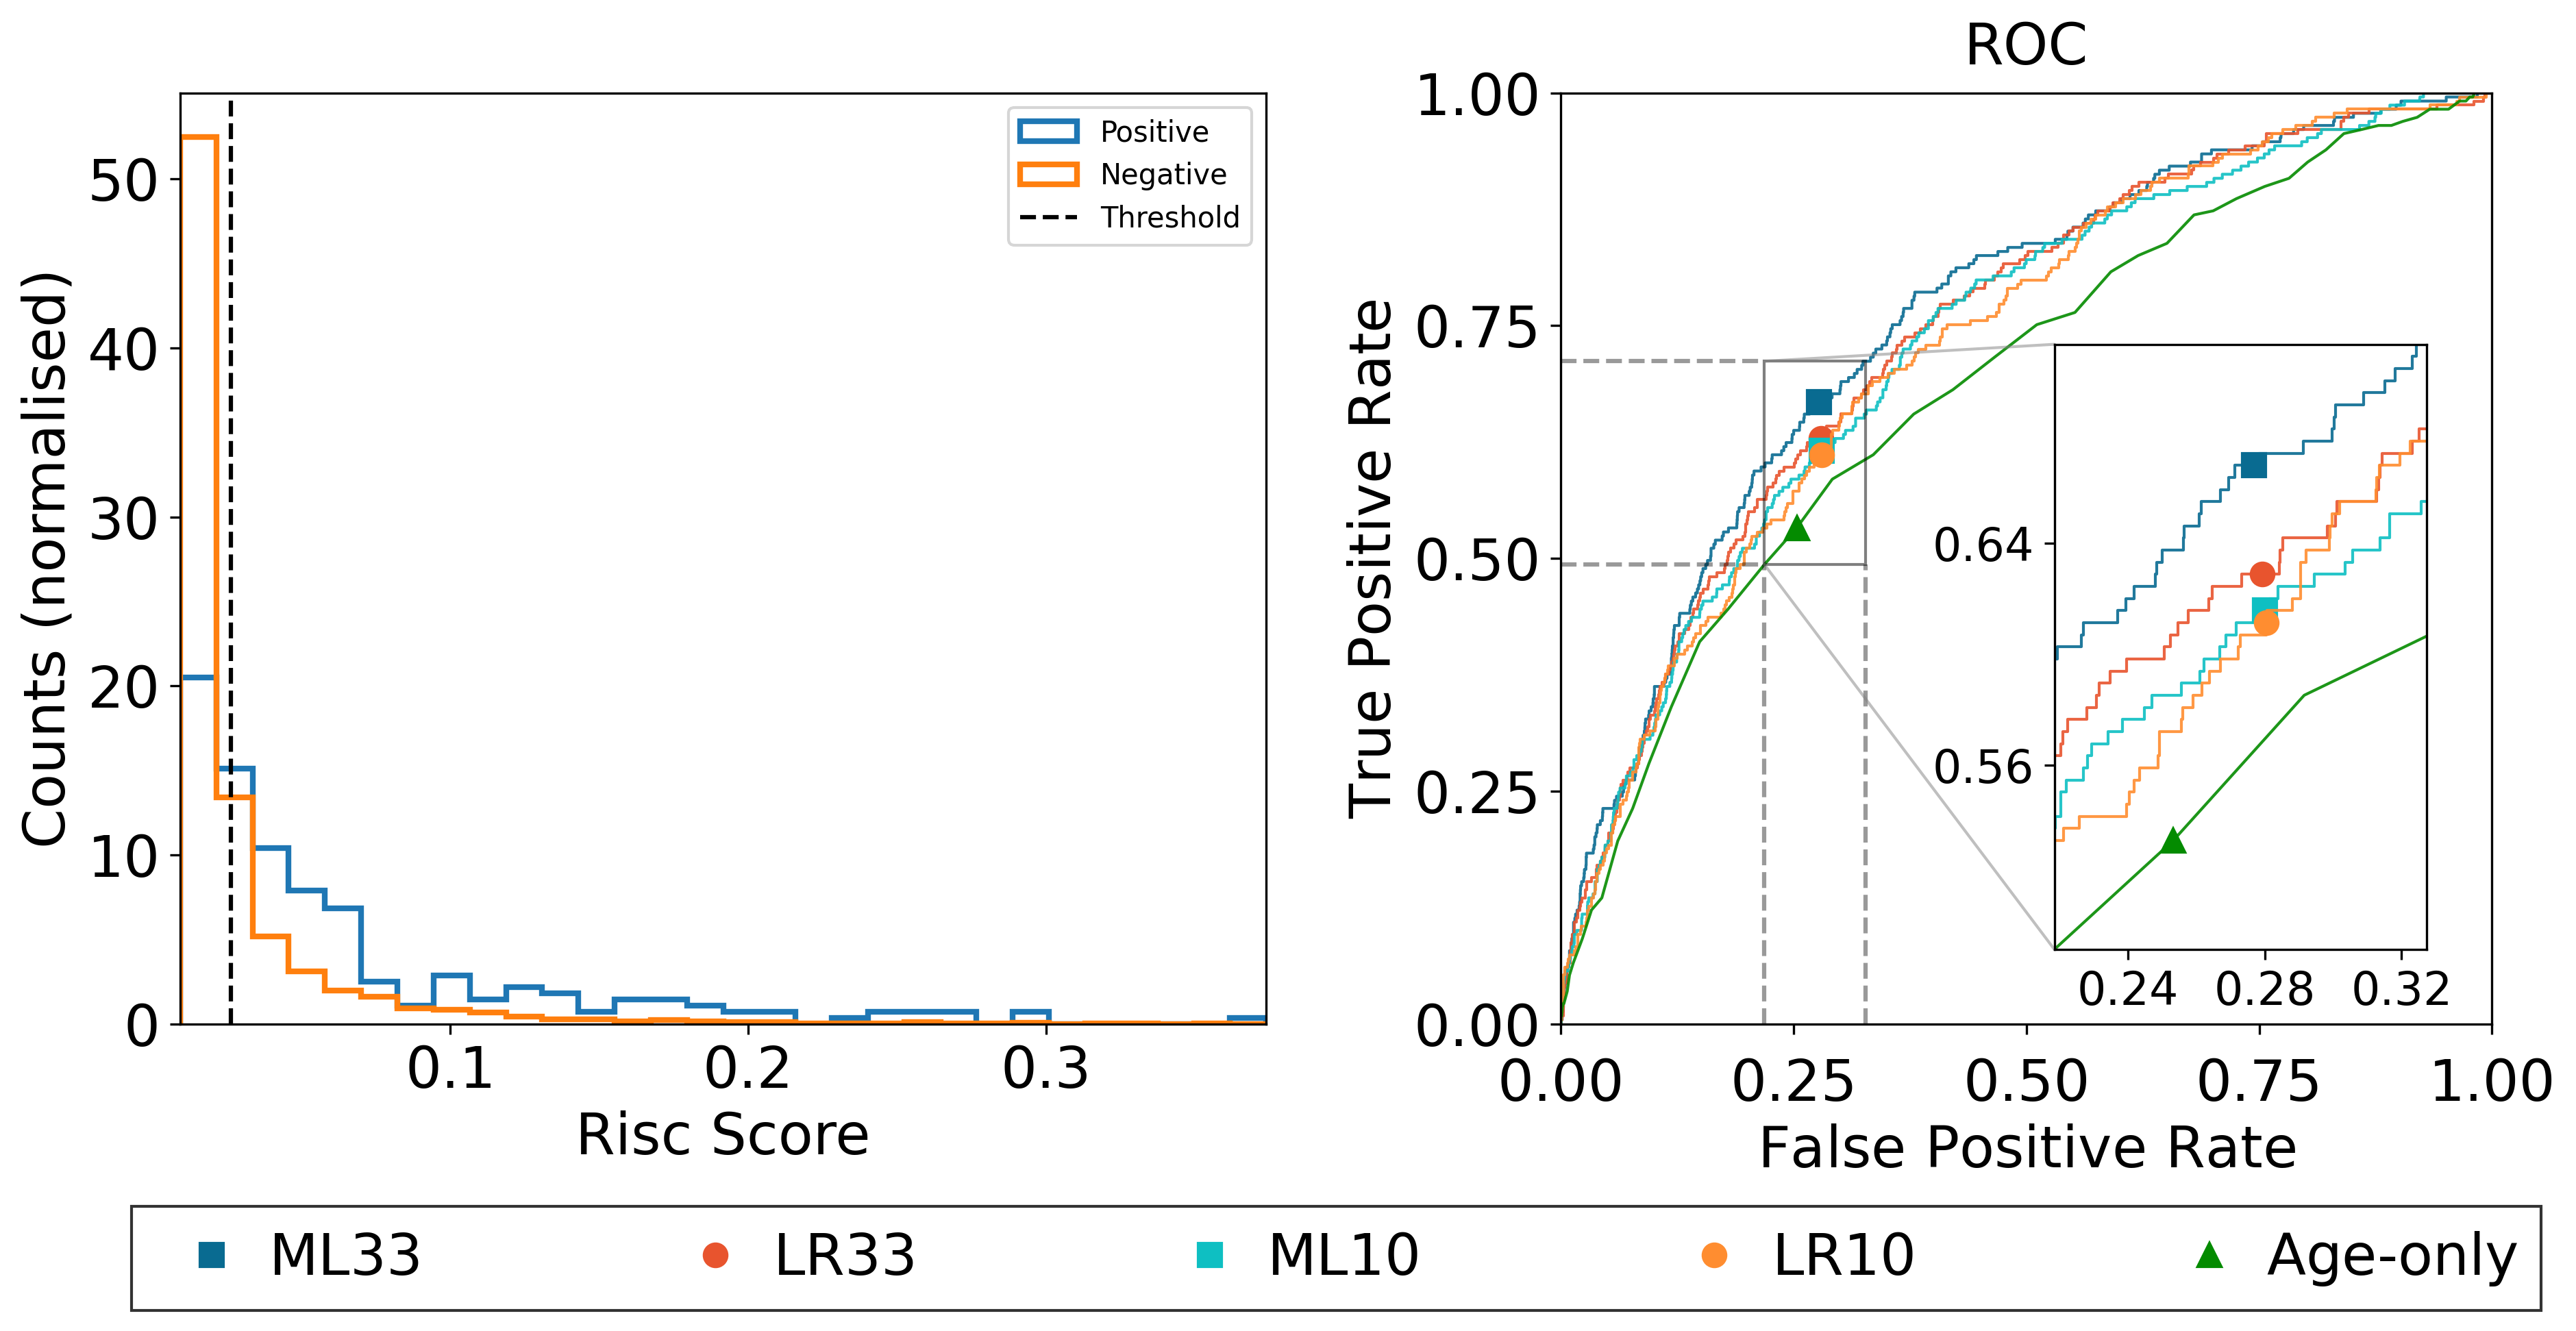 Counts (normalised)
50
40
30
20
10
0
Positive
Negative
Threshold
0.1
0.2
0.3
Risc Score
ROC
True Positive Rate
1.00
0.75
0.50
0.25
0.00
0.64
0.56
0.24
0.28
0.32
0.00
0.25
0.50
0.75
1.00
False Positive Rate
ML33
LR33
ML10
LR10
Age-only